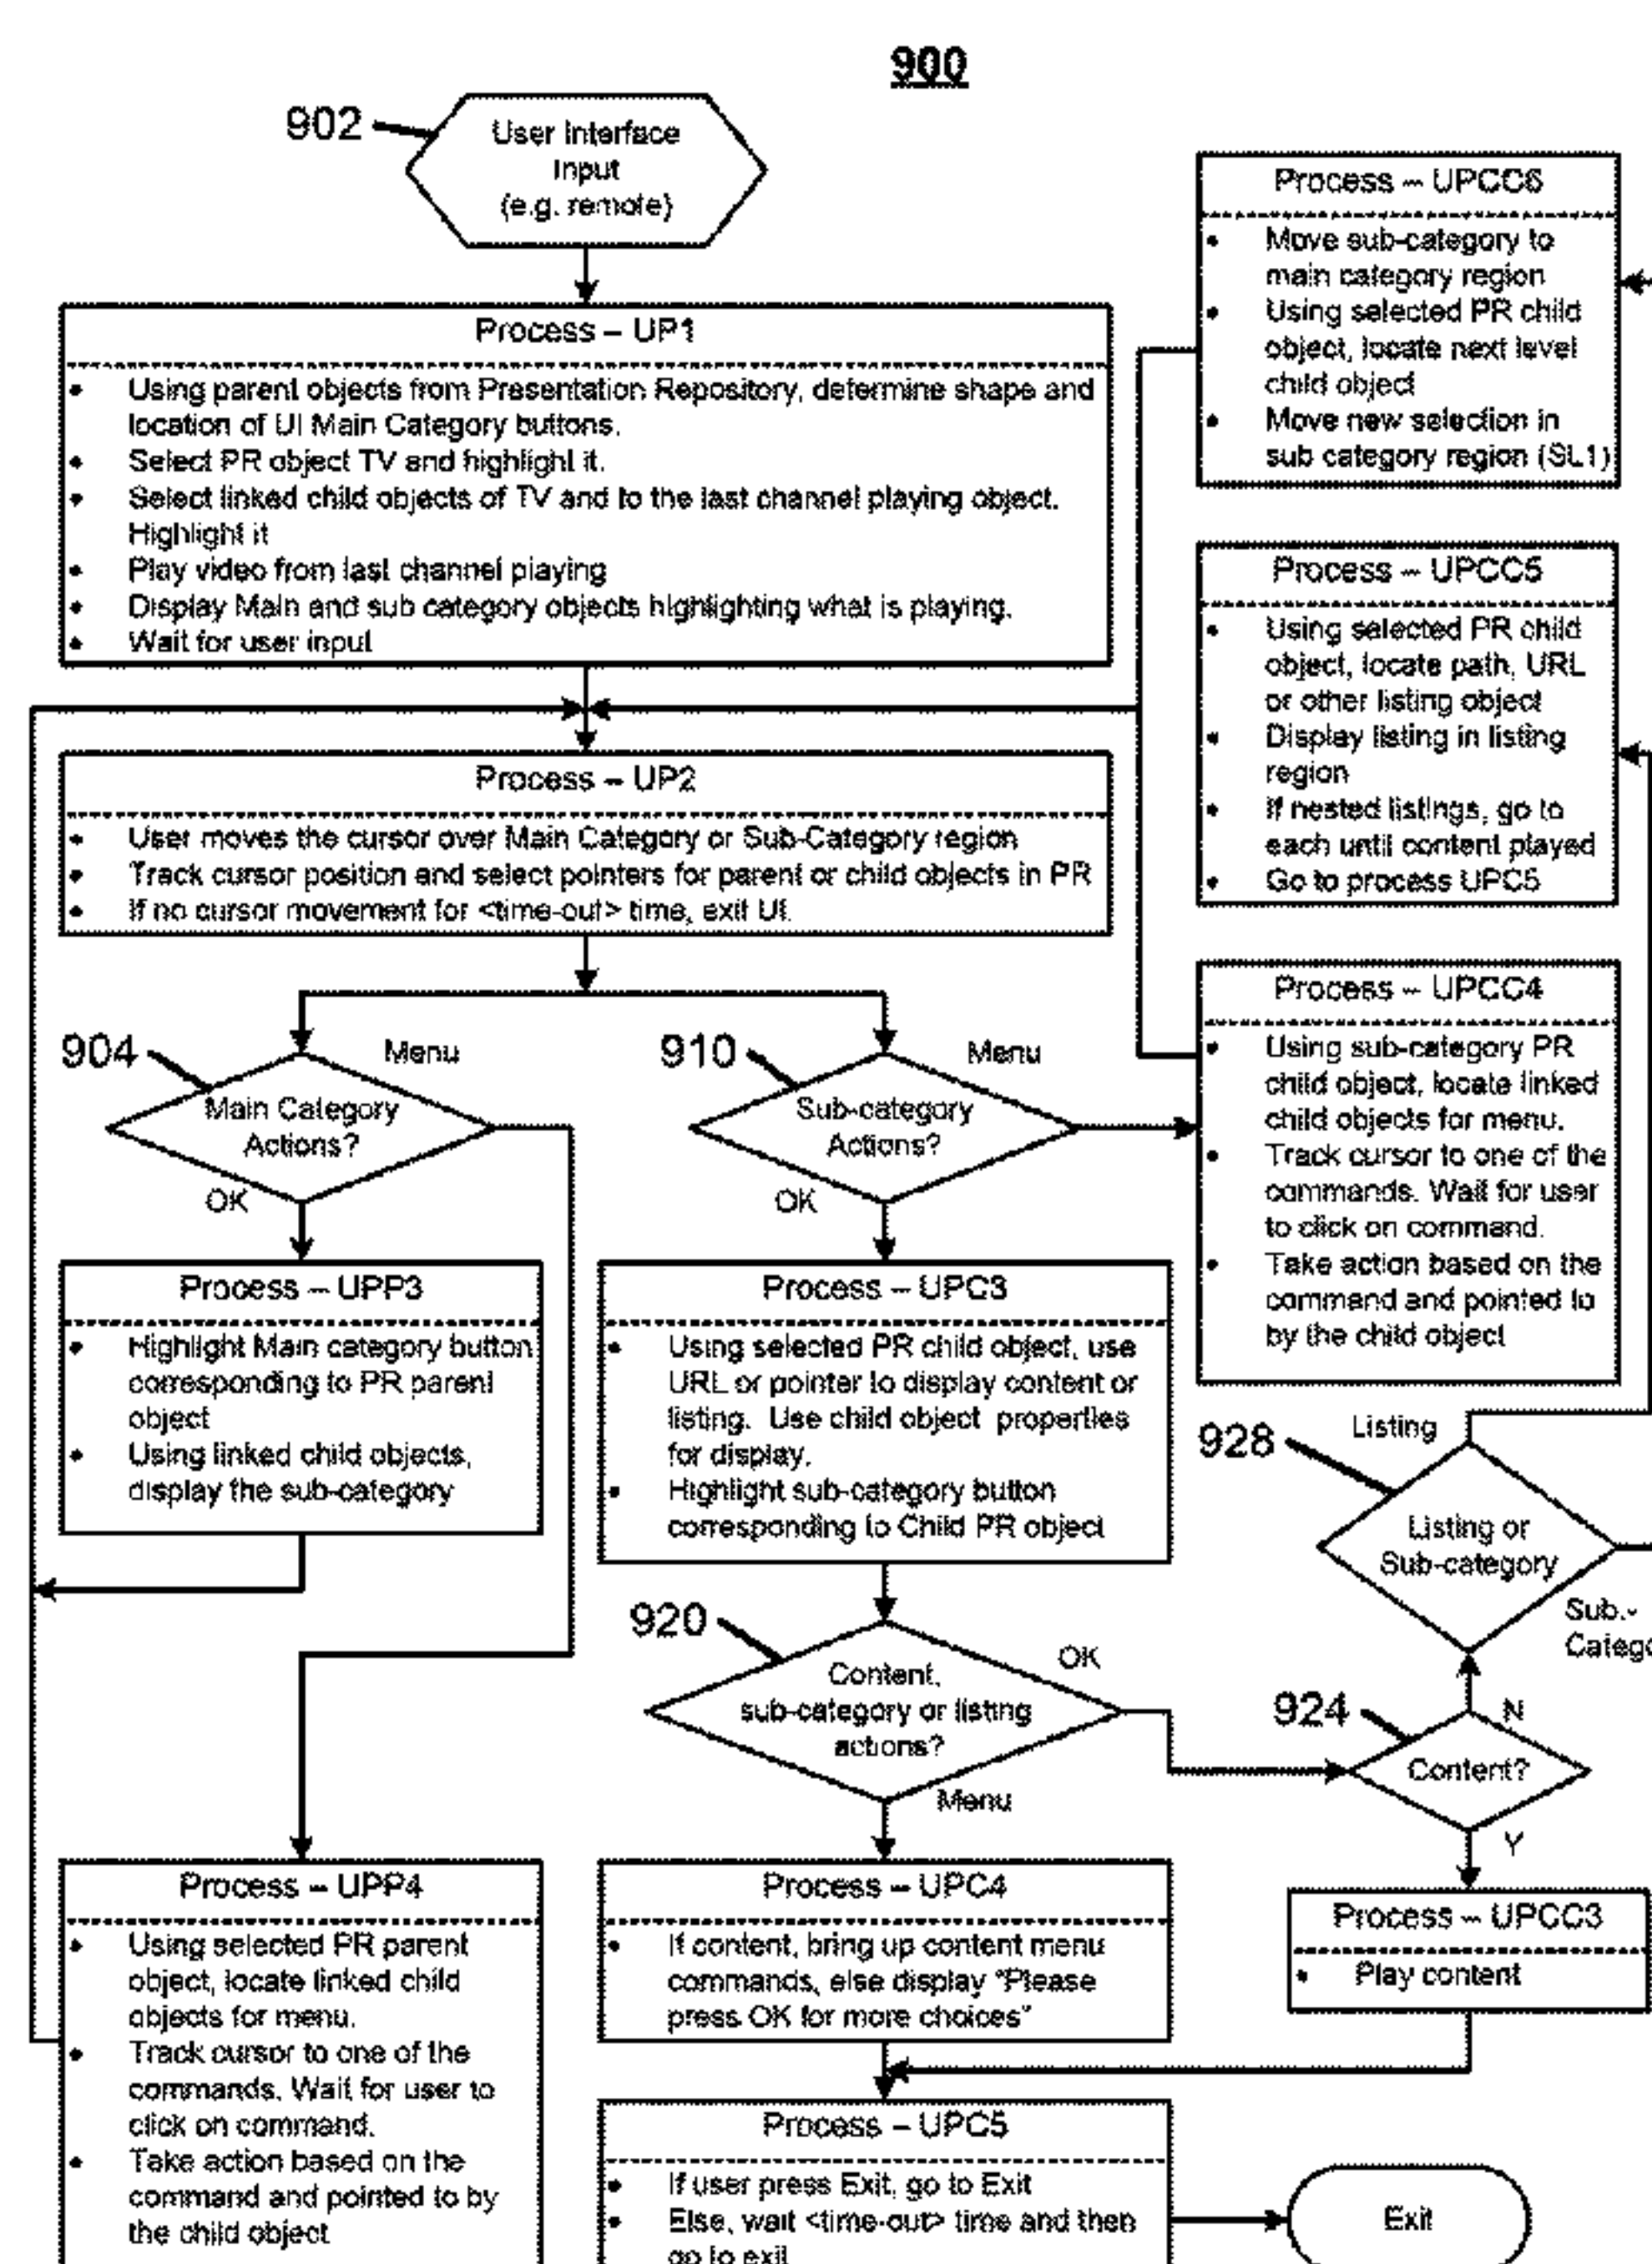 900
902
User Interface
Input
(e.g. remote)
Process – UP1
• Using parent objects from Presentation Repository, determine shape and
location of UI Main Category buttons.
• Select PR object TV and highlight it.
• Select linked child objects of TV and to the last channel playing object.
Highlight it
• Play video from last channel playing
• Display Main and sub category objects highlighting what is playing.
• Wait for user input
Process – UP2
• User moves the cursor over Main Category or Sub-Category region
• Track cursor position and select pointers for parent or child objects in PR
• If no cursor movement for <time-out> time, exit UI.
904
Menu
Main Category
Actions?
OK
910
Menu
Sub-category
Actions?
OK
Process – UPP3
• Highlight Main category button
corresponding to PR parent
object
• Using linked child objects,
display the sub-category
Process – UPC3
• Using selected PR child object, use
URL or pointer to display content or
listing. Use child object properties
for display.
• Highlight sub-category button
corresponding to Child PR object
920
OK
Content,
sub-category or listing
actions?
Menu
Process – UPP4
• Using selected PR parent
object, locate linked child
objects for menu.
• Track cursor to one of the
commands. Wait for user to
click on command.
• Take action based on the
command and pointed to by
the child object
Process – UPC4
• If content, bring up content menu
commands, else display "Please
press OK for more choices"
Process – UPC5
• If user press Exit, go to Exit
• Else, wait <time-out> time and then
go to exit
Process – UPCC6
• Move sub-category to
main category region
• Using selected PR child
object, locate next level
child object
• Move new selection in
sub category region (SL1)
Process – UPCC5
• Using selected PR child
object, locate path, URL
or other listing object
• Display listing in listing
region
• If nested listings, go to
each until content played
• Go to process UPC5
Process – UPCC4
• Using sub-category PR
child object, locate linked
child objects for menu.
• Track cursor to one of the
commands. Wait for user
to click on command.
• Take action based on the
command and pointed to
by the child object
Listing
928
Listing or
Sub-category
Sub.-
Catego
924
N
Content?
Y
Process – UPCC3
• Play content
Exit